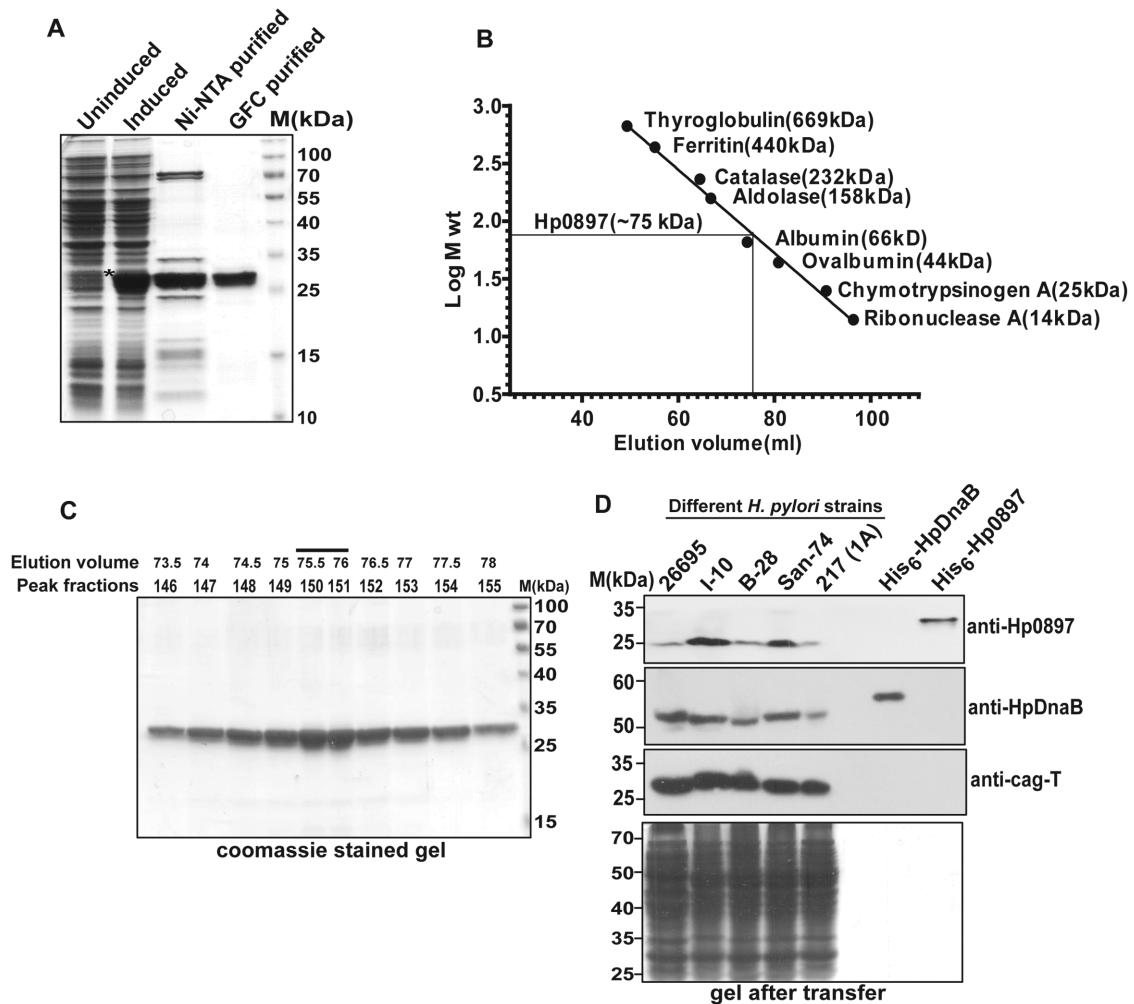 A
Uninduced
Induced
Ni-NTA purified
GFC purified
M(kDa)
100
70
55
40
35
25
15
10
B
Log M wt
3.0
2.5
2.0
1.5
1.0
0.5
Thyroglobulin(669kDa)
Ferritin(440kDa)
Catalase(232kDa)
Aldolase(158kDa)
Hp0897(~75 kDa)
Albumin(66kD)
Ovalbumin(44kDa)
Chymotrypsinogen A(25kDa)
Ribonuclease A(14kDa)
40 60 80 100
Elution volume(ml)
*
C
Elution volume 73.5 74 74.5 75 75.5 76 76.5 77 77.5 78
Peak fractions 146 147 148 149 150 151 152 153 154 155 M(kDa)
100
70
55
40
35
25
15
coomassie stained gel
D
Different H. pylori strains
M(kDa)
26695
I-10
B-28
San-74
217 (1A)
His6-HpDnaB
His6-Hp0897
35
25
anti-Hp0897
60
50
anti-HpDnaB
35
25
anti-cag-T
70
50
40
35
25
gel after transfer